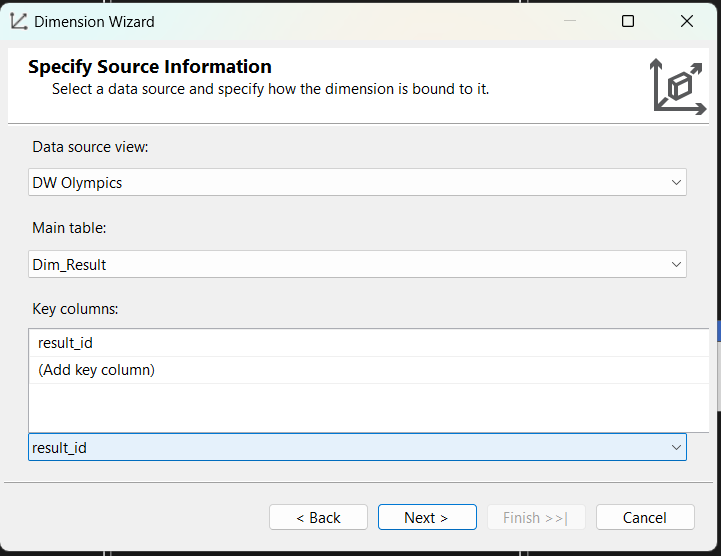 Dimension Wizard
Specify Source Information
Select a data source and specify how the dimension is bound to it.
Data source view:
DW Olympics
Main table:
Dim_Result
Key columns:
result_id
(Add key column)
result_id
< Back
Next >
Finish >>|
Cancel